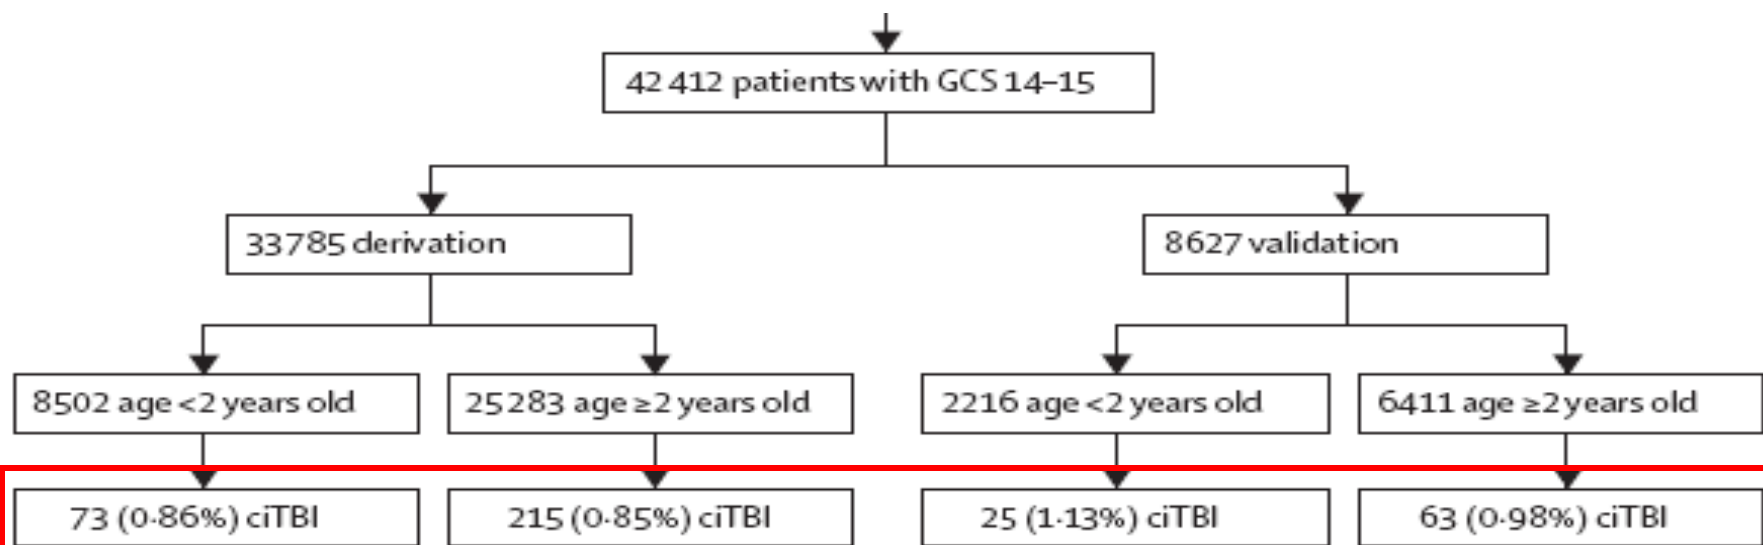 42 412 patients with GCS 14–15
33 785 derivation
8627 validation
8502 age <2 years old
25 283 age ≥2 years old
2216 age <2 years old
6411 age ≥2 years old
73 (0·86%) ciTBI
215 (0·85%) ciTBI
25 (1·13%) ciTBI
63 (0·98%) ciTBI